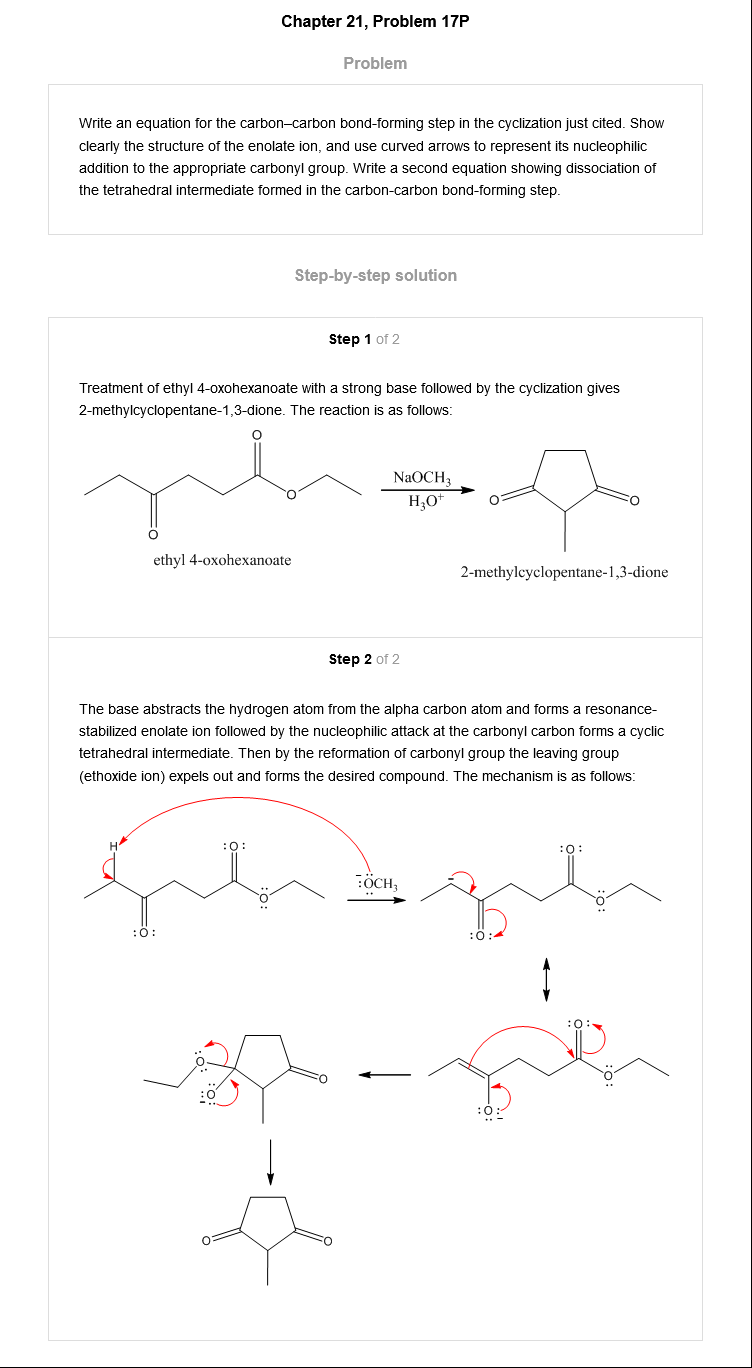 Chapter 21, Problem 17P
Problem
Write an equation for the carbon–carbon bond-forming step in the cyclization just cited. Show
clearly the structure of the enolate ion, and use curved arrows to represent its nucleophilic
addition to the appropriate carbonyl group. Write a second equation showing dissociation of
the tetrahedral intermediate formed in the carbon-carbon bond-forming step.
Step-by-step solution
Step 1 of 2
Treatment of ethyl 4-oxohexanoate with a strong base followed by the cyclization gives
2-methylcyclopentane-1,3-dione. The reaction is as follows:
O
O
O
NaOCH₃
H₃O⁺
O
O
ethyl 4-oxohexanoate
2-methylcyclopentane-1,3-dione
Step 2 of 2
The base abstracts the hydrogen atom from the alpha carbon atom and forms a resonance-
stabilized enolate ion followed by the nucleophilic attack at the carbonyl carbon forms a cyclic
tetrahedral intermediate. Then by the reformation of carbonyl group the leaving group
(ethoxide ion) expels out and forms the desired compound. The mechanism is as follows:
H
:O:
O
:O:
:OCH₃
:O:
O
:O:
:O:
O
:O:
O
:O
O
O
O